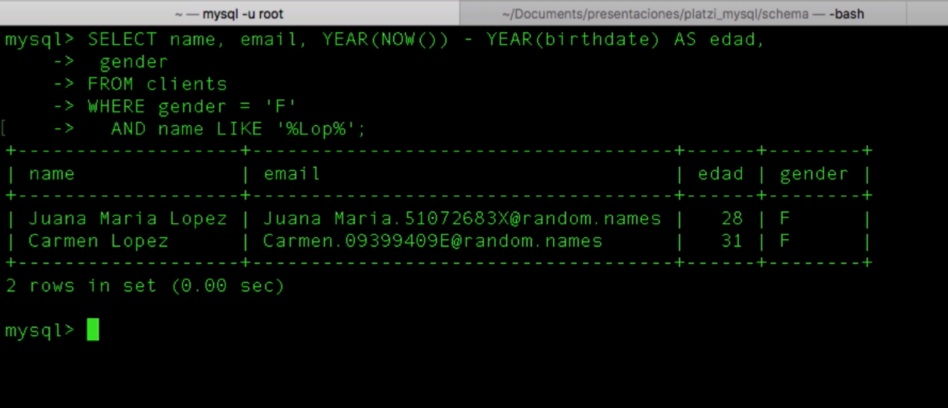 ~ — mysql -u root
~/Documents/presentaciones/platzi_mysql/schema — -bash
mysql> SELECT name, email, YEAR(NOW()) - YEAR(birthdate) AS edad,
    ->  gender
    -> FROM clients
    -> WHERE gender = 'F'
[    ->   AND name LIKE '%Lop%';
+-------------------+------------------------------------+------+--------+
| name              | email                              | edad | gender |
+-------------------+------------------------------------+------+--------+
| Juana Maria Lopez | Juana Maria.51072683X@random.names |   28 | F      |
| Carmen Lopez      | Carmen.09399409E@random.names      |   31 | F      |
+-------------------+------------------------------------+------+--------+
2 rows in set (0.00 sec)
mysql>